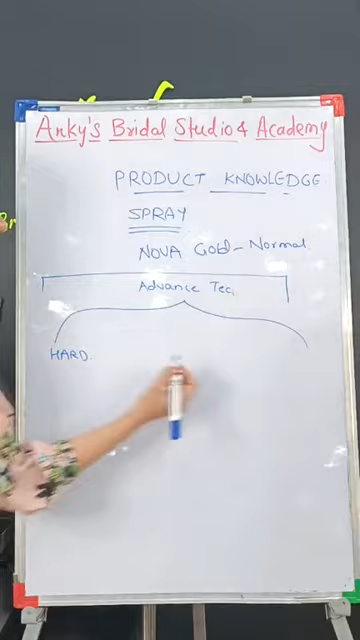 Anky's Bridal Studio & Academy
PRODUCT KNOWLEDGE
SPRAY
NOVA Gold - Normal.
Advance Tec.
HARD.